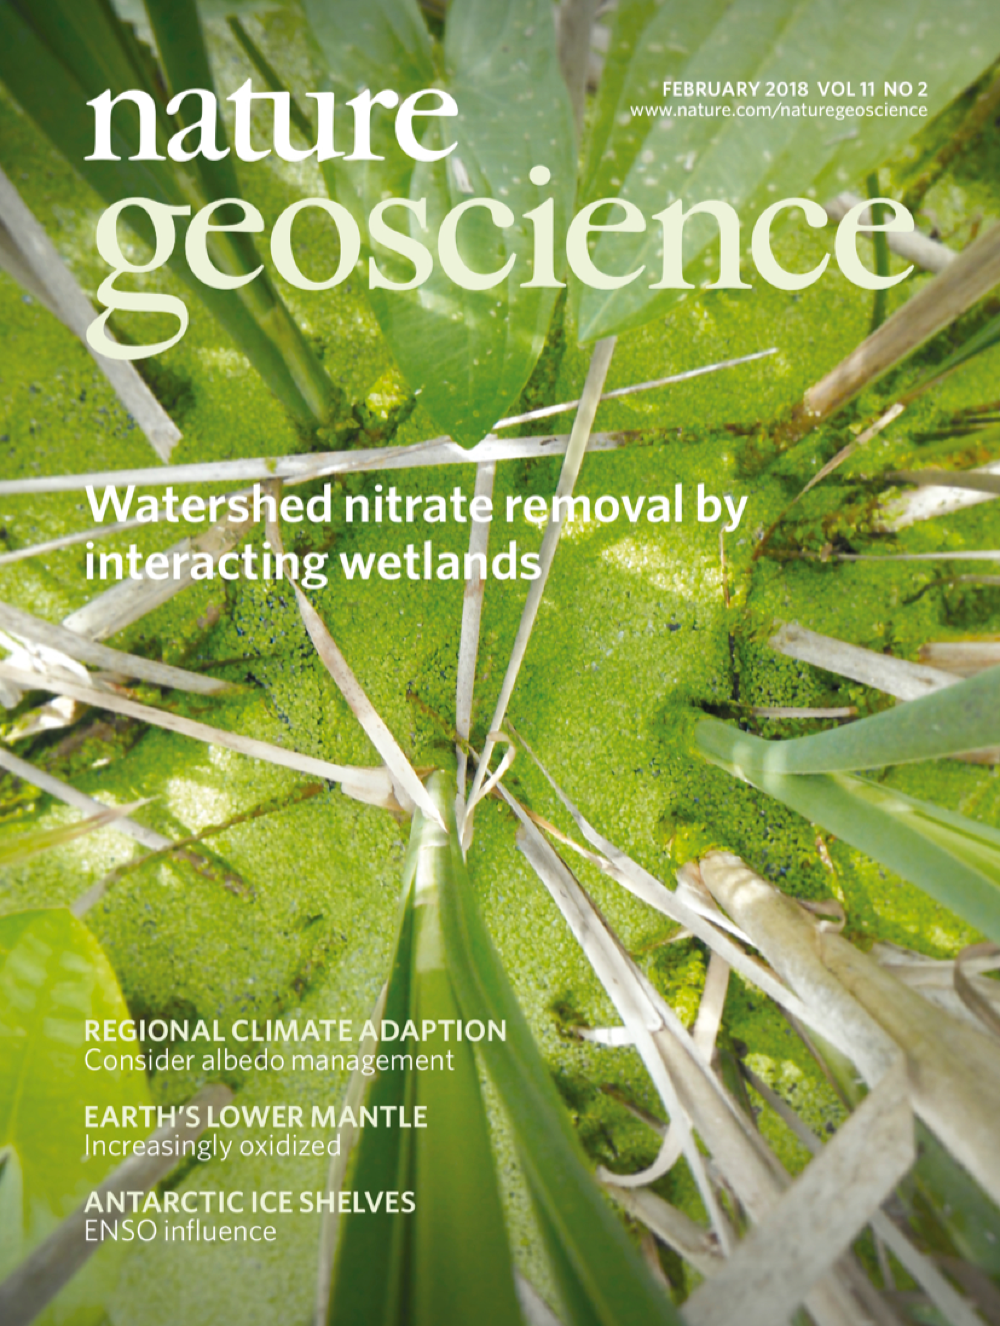 nature
FEBRUARY 2018 VOL 11 NO 2
www.nature.com/naturegeoscience
geoscience
Watershed nitrate removal by
interacting wetlands
REGIONAL CLIMATE ADAPTION
Consider albedo management
EARTH'S LOWER MANTLE
Increasingly oxidized
ANTARCTIC ICE SHELVES
ENSO influence